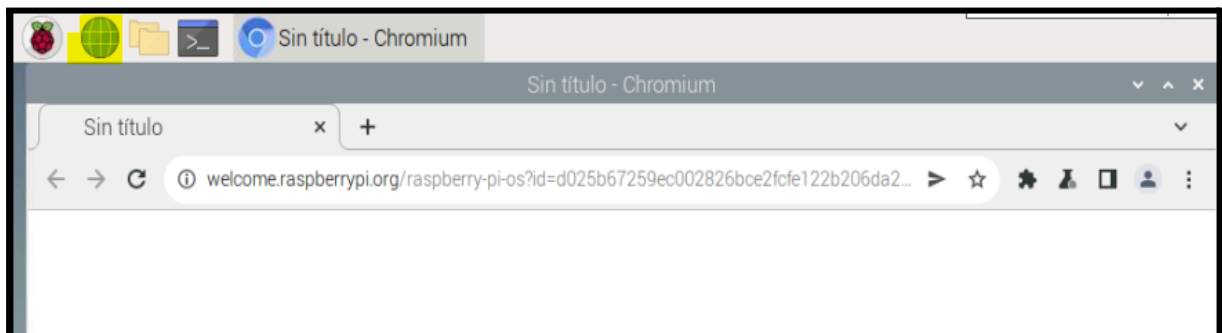 Sin título - Chromium
Sin título - Chromium
Sin título
welcome.raspberrypi.org/raspberry-pi-os?id=d025b67259ec002826bce2fcfe122b206da2...